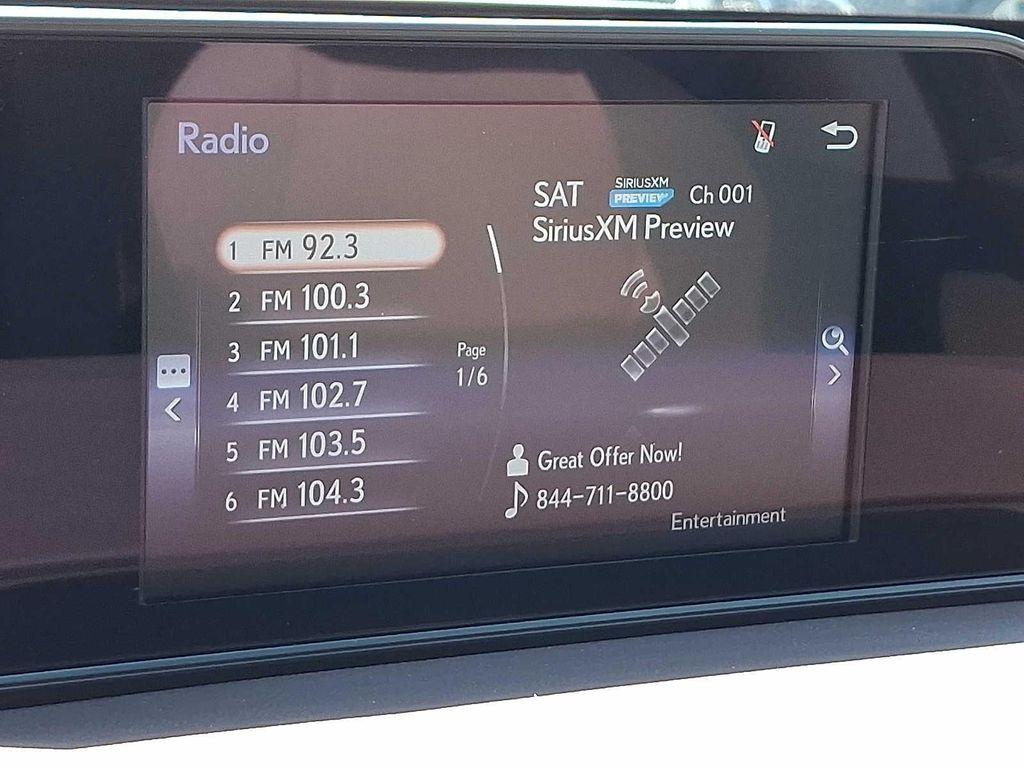 Radio
SAT SIRIUSXM PREVIEW Ch 001
SiriusXM Preview
1 FM 92.3
2 FM 100.3
3 FM 101.1
4 FM 102.7
5 FM 103.5
6 FM 104.3
Page
1/6
Great Offer Now!
844-711-8800
Entertainment